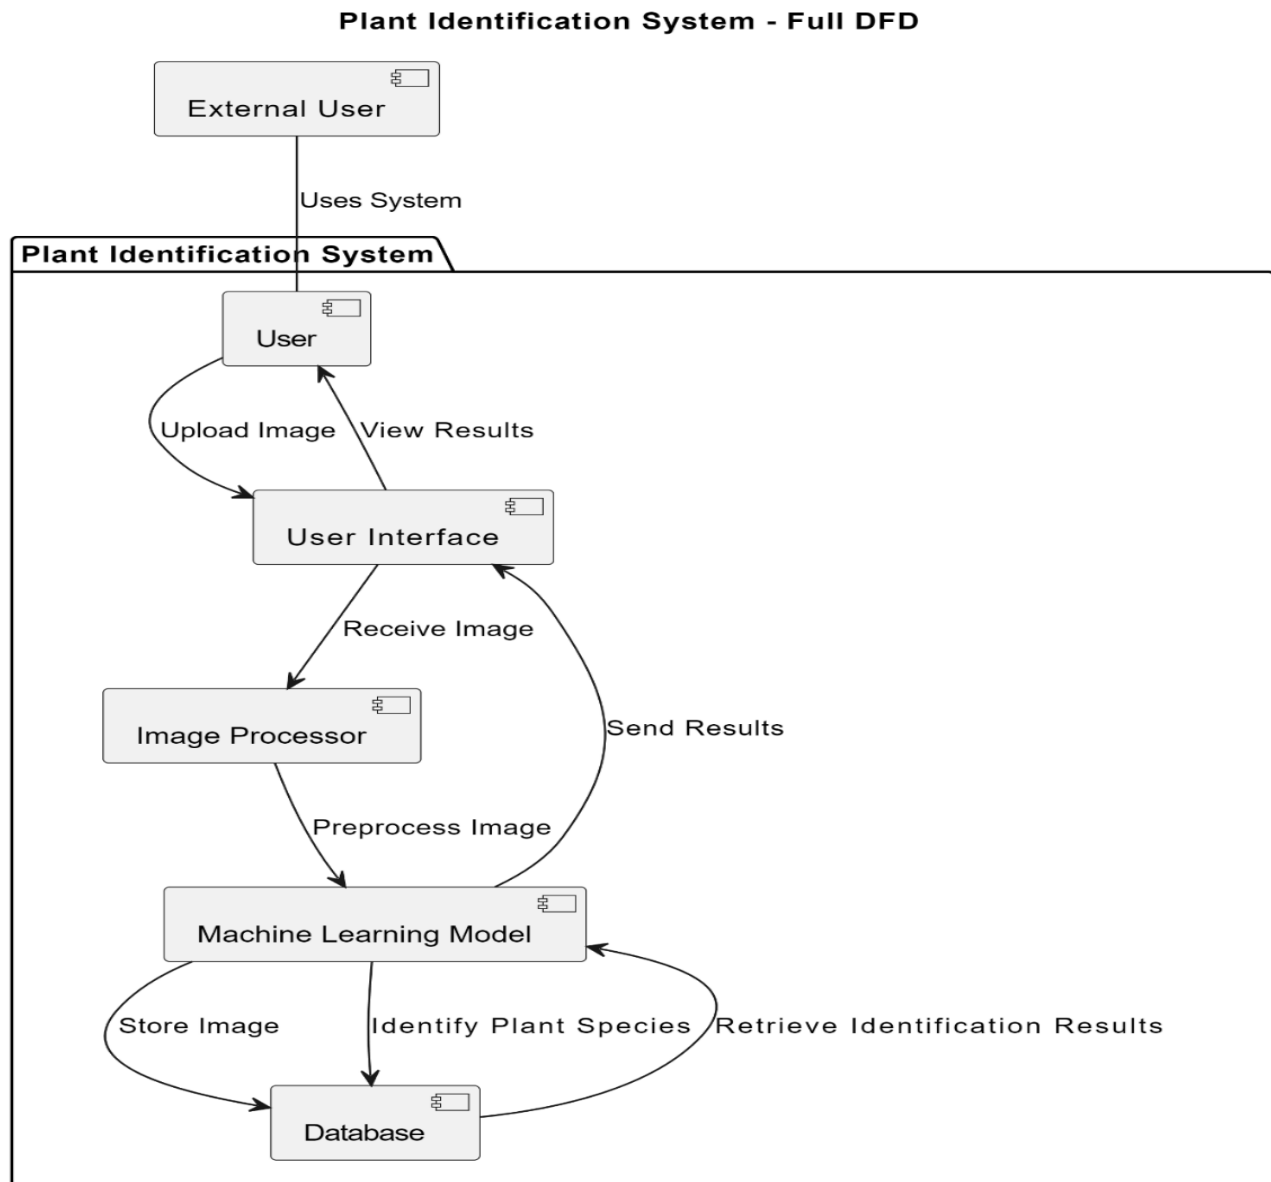 Plant Identification System - Full DFD
External User
Uses System
Plant Identification System
User
Upload Image
View Results
User Interface
Receive Image
Image Processor
Send Results
Preprocess Image
Machine Learning Model
Store Image
Identify Plant Species
Retrieve Identification Results
Database